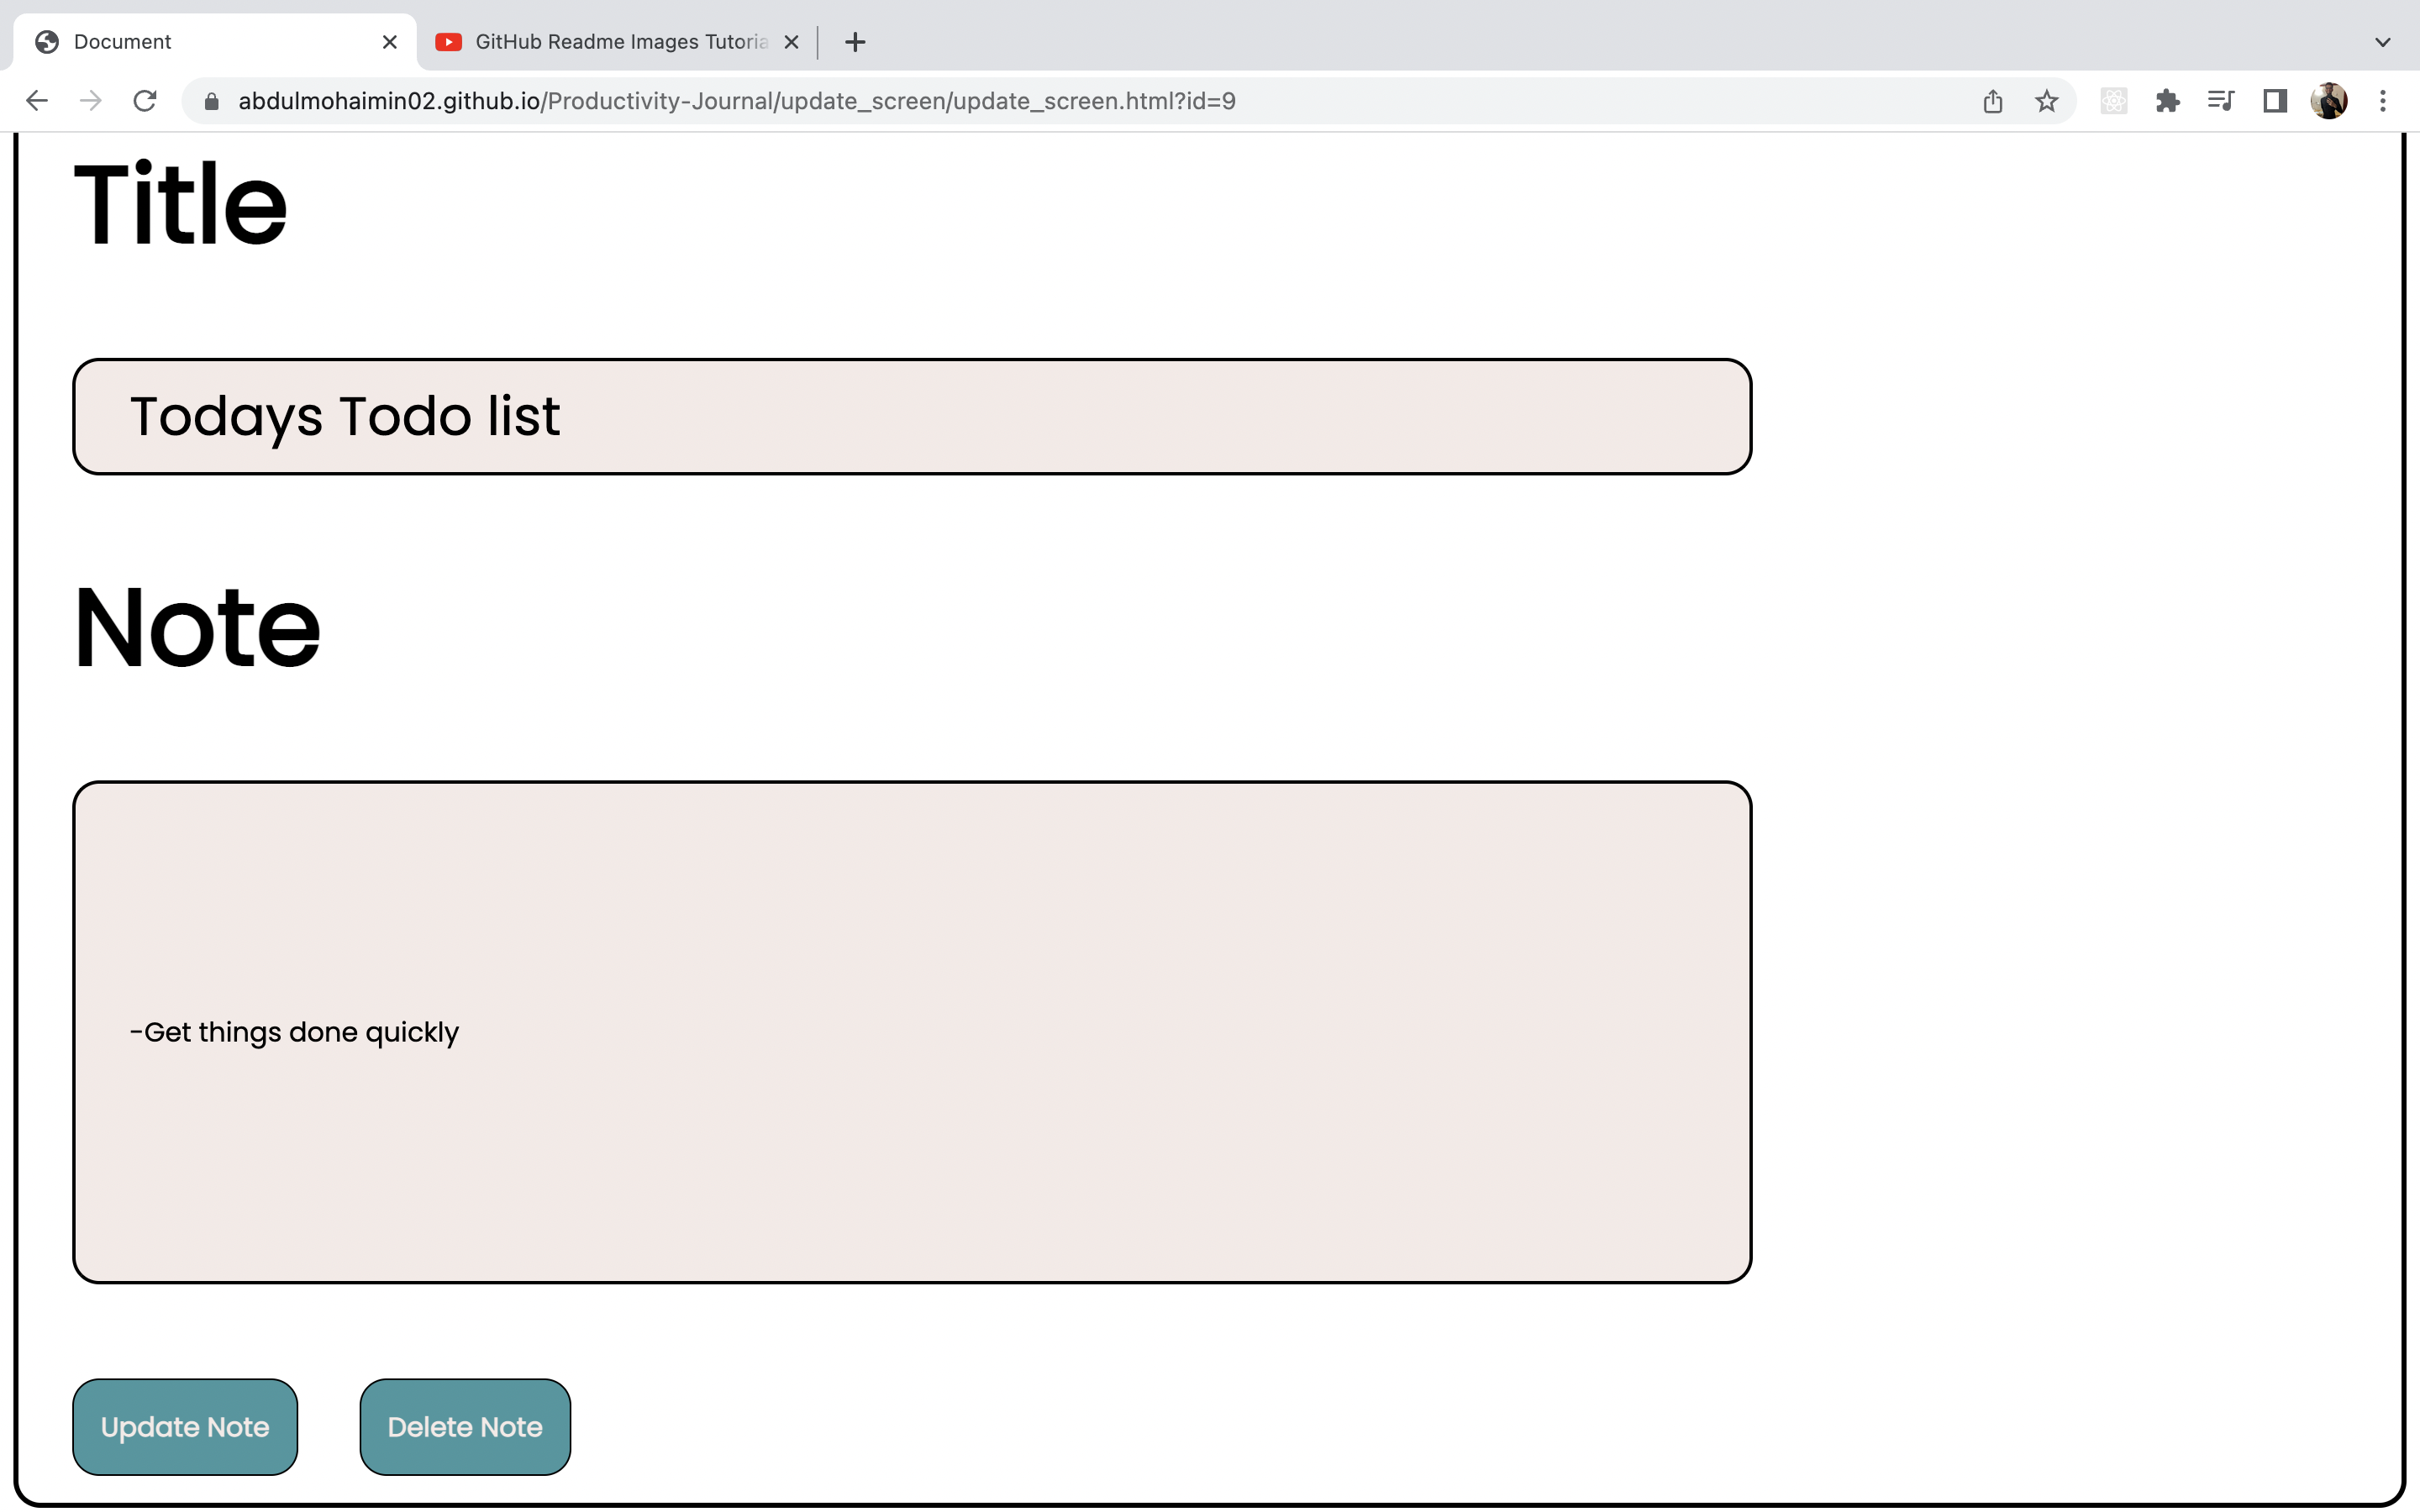 Document
GitHub Readme Images Tutoria
abdulmohaimin02.github.io/Productivity-Journal/update_screen/update_screen.html?id=9
Title
Todays Todo list
Note
-Get things done quickly
Update Note
Delete Note